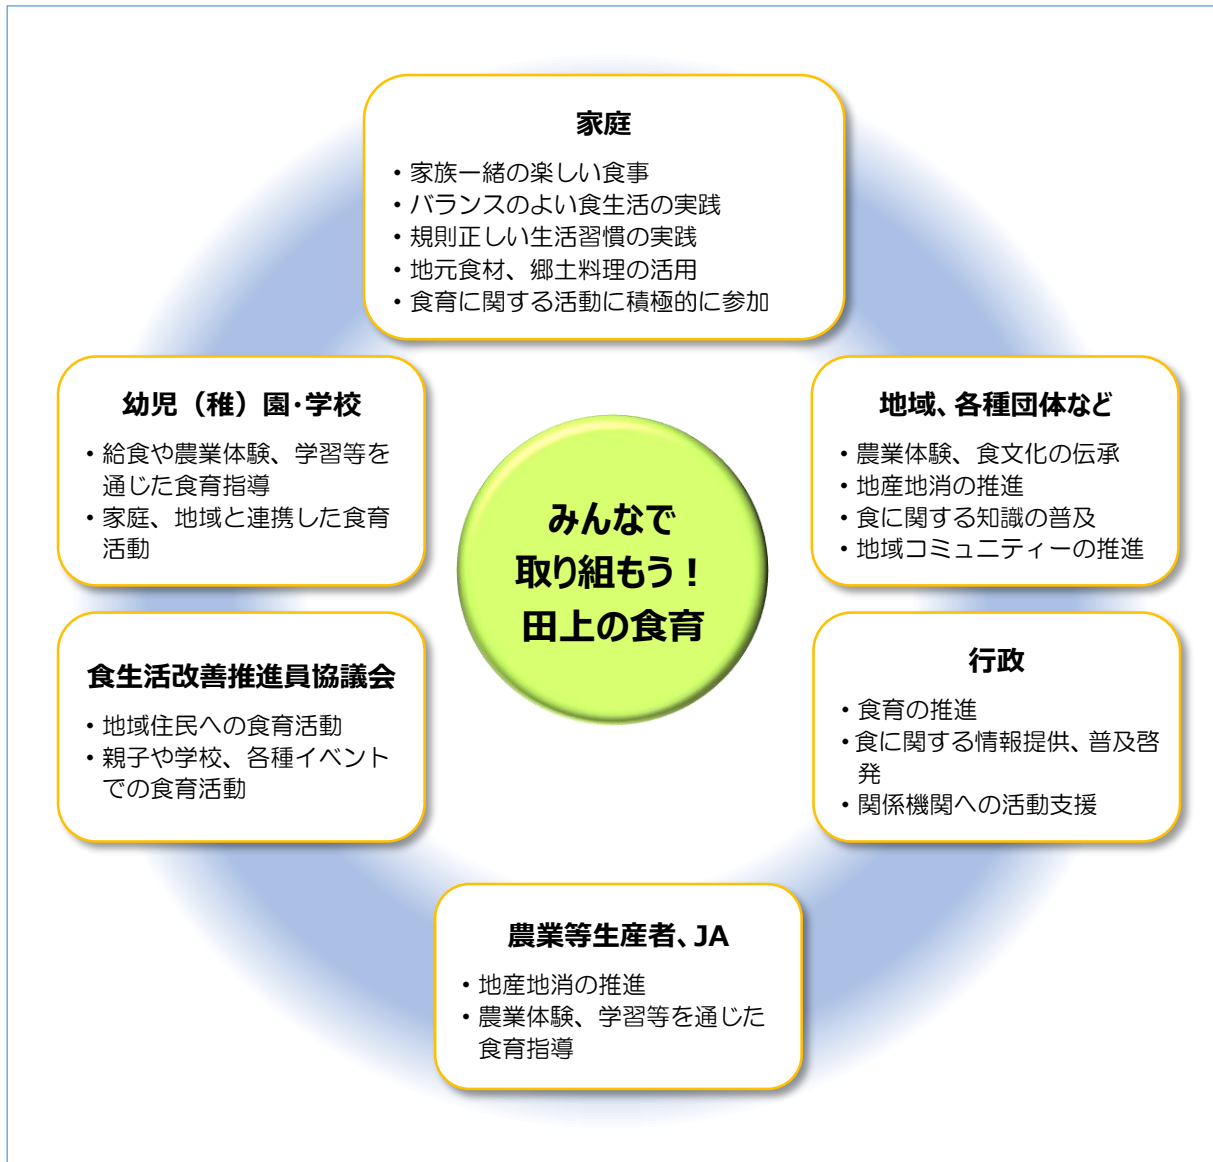 家庭
・家族一緒の楽しい食事
・バランスのよい食生活の実践
・規則正しい生活習慣の実践
・地元食材、郷土料理の活用
・食育に関する活動に積極的に参加
幼児（稚）園・学校
・給食や農業体験、学習等を
通じた食育指導
・家庭、地域と連携した食育
活動
地域、各種団体など
・農業体験、食文化の伝承
・地産地消の推進
・食に関する知識の普及
・地域コミュニティーの推進
みんなで
取り組もう！
田上の食育
食生活改善推進員協議会
・地域住民への食育活動
・親子や学校、各種イベント
での食育活動
行政
・食育の推進
・食に関する情報提供、普及啓
発
・関係機関への活動支援
農業等生産者、JA
・地産地消の推進
・農業体験、学習等を通じた
食育指導